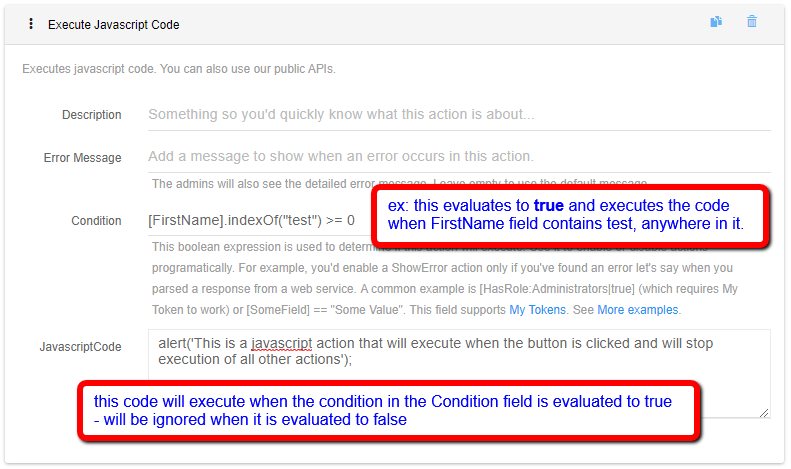 Execute Javascript Code
Executes javascript code. You can also use our public APIs.
Description
Something so you'd quickly know what this action is about...
Error Message
Add a message to show when an error occurs in this action.
The admins will also see the detailed error message. Leave empty to use the default message.
ex: this evaluates to true and executes the code
when FirstName field contains test, anywhere in it.
Condition
[FirstName].indexOf("test") >= 0
This boolean expression is used to determine if this action will execute. Use it to enable or disable actions
programatically. For example, you'd enable a ShowError action only if you've found an error let's say when you
parsed a response from a web service. A common example is [HasRole:Administrators|true] (which requires My
Token to work) or [SomeField] == "Some Value". This field supports My Tokens. See More examples.
JavascriptCode
alert('This is a javascript action that will execute when the button is clicked and will stop
execution of all other actions');
this code will execute when the condition in the Condition field is evaluated to true
- will be ignored when it is evaluated to false